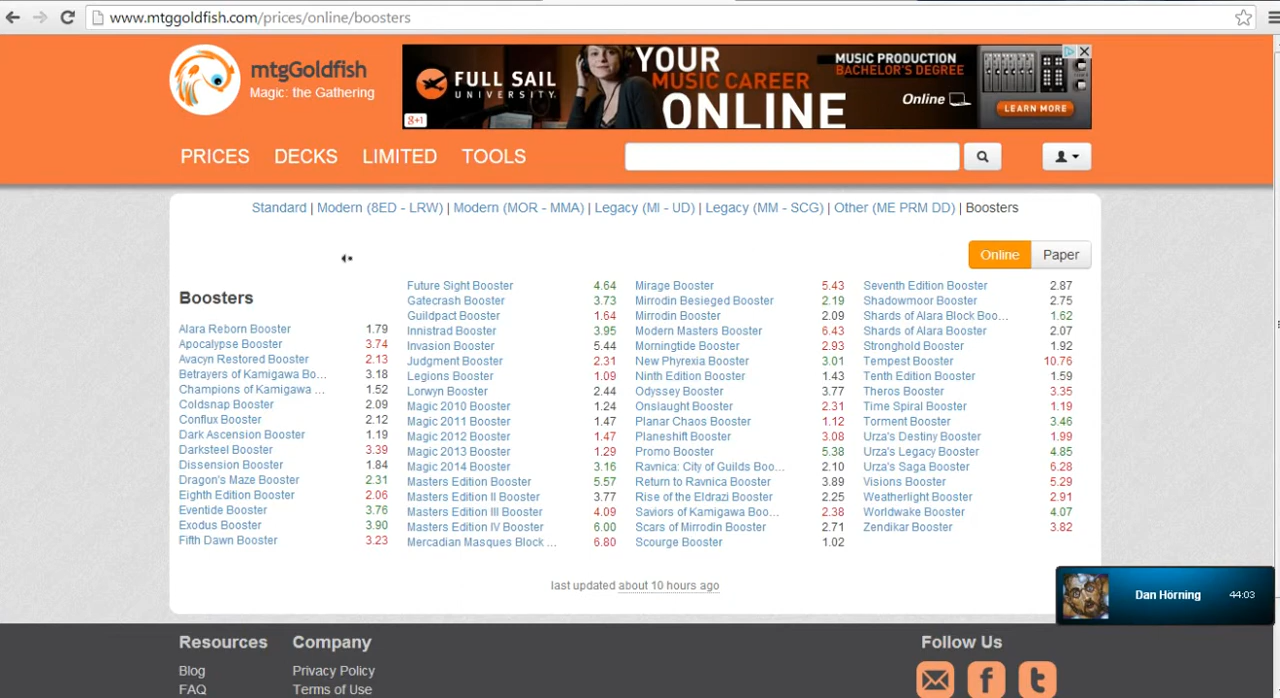 www.mtggoldfish.com/prices/online/boosters
mtgGoldfish
Magic: the Gathering
FULL SAIL
UNIVERSITY.
YOUR
MUSIC CAREER
ONLINE
MUSIC PRODUCTION
BACHELOR'S DEGREE
Online
LEARN MORE
g+1
PRICES DECKS LIMITED TOOLS
Standard | Modern (8ED - LRW) | Modern (MOR - MMA) | Legacy (MI - UD) | Legacy (MM - SCG) | Other (ME PRM DD) | Boosters
Online Paper
Boosters
Alara Reborn Booster 1.79
Apocalypse Booster 3.74
Avacyn Restored Booster 2.13
Betrayers of Kamigawa Bo... 3.18
Champions of Kamigawa ... 1.52
Coldsnap Booster 2.09
Conflux Booster 2.12
Dark Ascension Booster 1.19
Darksteel Booster 3.39
Dissension Booster 1.84
Dragon's Maze Booster 2.31
Eighth Edition Booster 2.06
Eventide Booster 3.76
Exodus Booster 3.90
Fifth Dawn Booster 3.23
Future Sight Booster 4.64
Gatecrash Booster 3.73
Guildpact Booster 1.64
Innistrad Booster 3.95
Invasion Booster 5.44
Judgment Booster 2.31
Legions Booster 1.09
Lorwyn Booster 2.44
Magic 2010 Booster 1.24
Magic 2011 Booster 1.47
Magic 2012 Booster 1.47
Magic 2013 Booster 1.29
Magic 2014 Booster 3.16
Masters Edition Booster 5.57
Masters Edition II Booster 3.77
Masters Edition III Booster 4.09
Masters Edition IV Booster 6.00
Mercadian Masques Block ... 6.80
Mirage Booster 5.43
Mirrodin Besieged Booster 2.19
Mirrodin Booster 2.09
Modern Masters Booster 6.43
Morningtide Booster 2.93
New Phyrexia Booster 3.01
Ninth Edition Booster 1.43
Odyssey Booster 3.77
Onslaught Booster 2.31
Planar Chaos Booster 1.12
Planeshift Booster 3.08
Promo Booster 5.38
Ravnica: City of Guilds Boo... 2.10
Return to Ravnica Booster 3.89
Rise of the Eldrazi Booster 2.25
Saviors of Kamigawa Boo... 2.38
Scars of Mirrodin Booster 2.71
Scourge Booster 1.02
Seventh Edition Booster 2.87
Shadowmoor Booster 2.75
Shards of Alara Block Boo... 1.62
Shards of Alara Booster 2.07
Stronghold Booster 1.92
Tempest Booster 10.76
Tenth Edition Booster 1.59
Theros Booster 3.35
Time Spiral Booster 1.19
Torment Booster 3.46
Urza's Destiny Booster 1.99
Urza's Legacy Booster 4.85
Urza's Saga Booster 6.28
Visions Booster 5.29
Weatherlight Booster 2.91
Worldwake Booster 4.07
Zendikar Booster 3.82
last updated about 10 hours ago
Dan Horning 44:03
Resources Company Follow Us
Blog Privacy Policy
FAQ Terms of Use